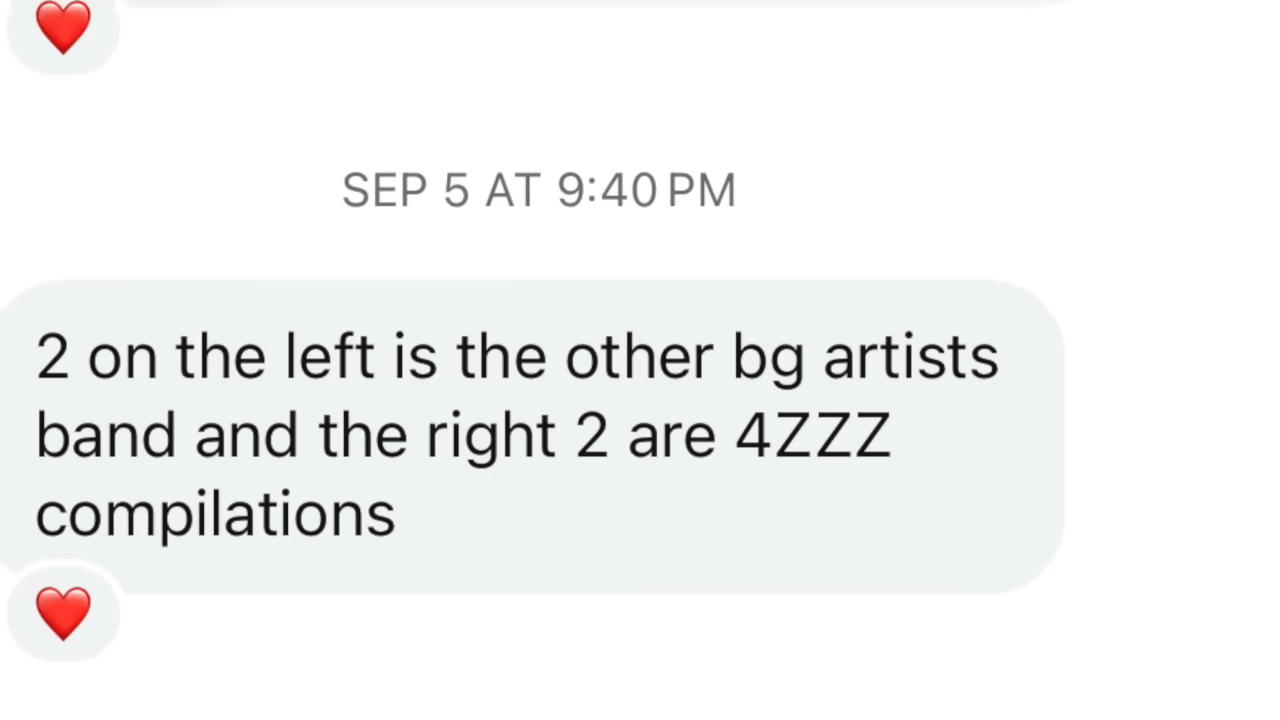 SEP 5 AT 9:40 PM
2 on the left is the other bg artists
band and the right 2 are 4ZZZ
compilations